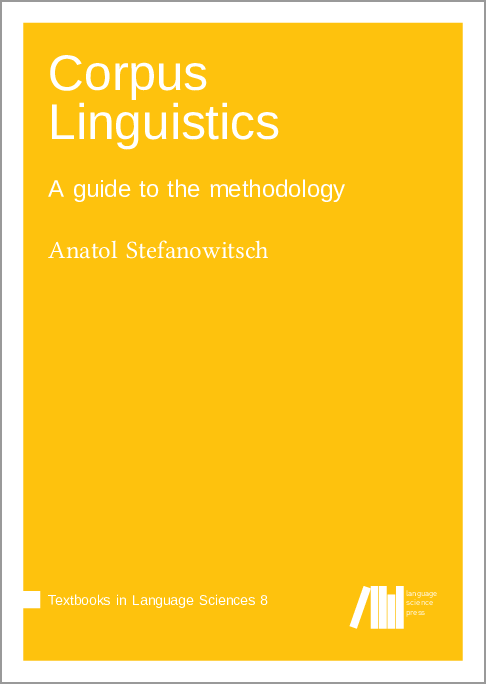 Corpus
Linguistics
A guide to the methodology
Anatol Stefanowitsch
Textbooks in Language Sciences 8
language
science
press